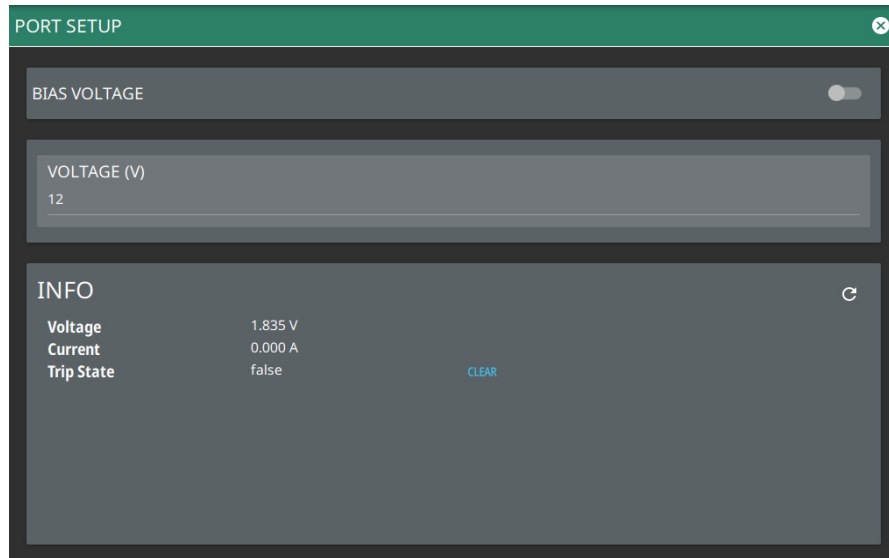 PORT SETUP
BIAS VOLTAGE
VOLTAGE (V)
12
INFO
Voltage 1.835 V
Current 0.000 A
Trip State false CLEAR